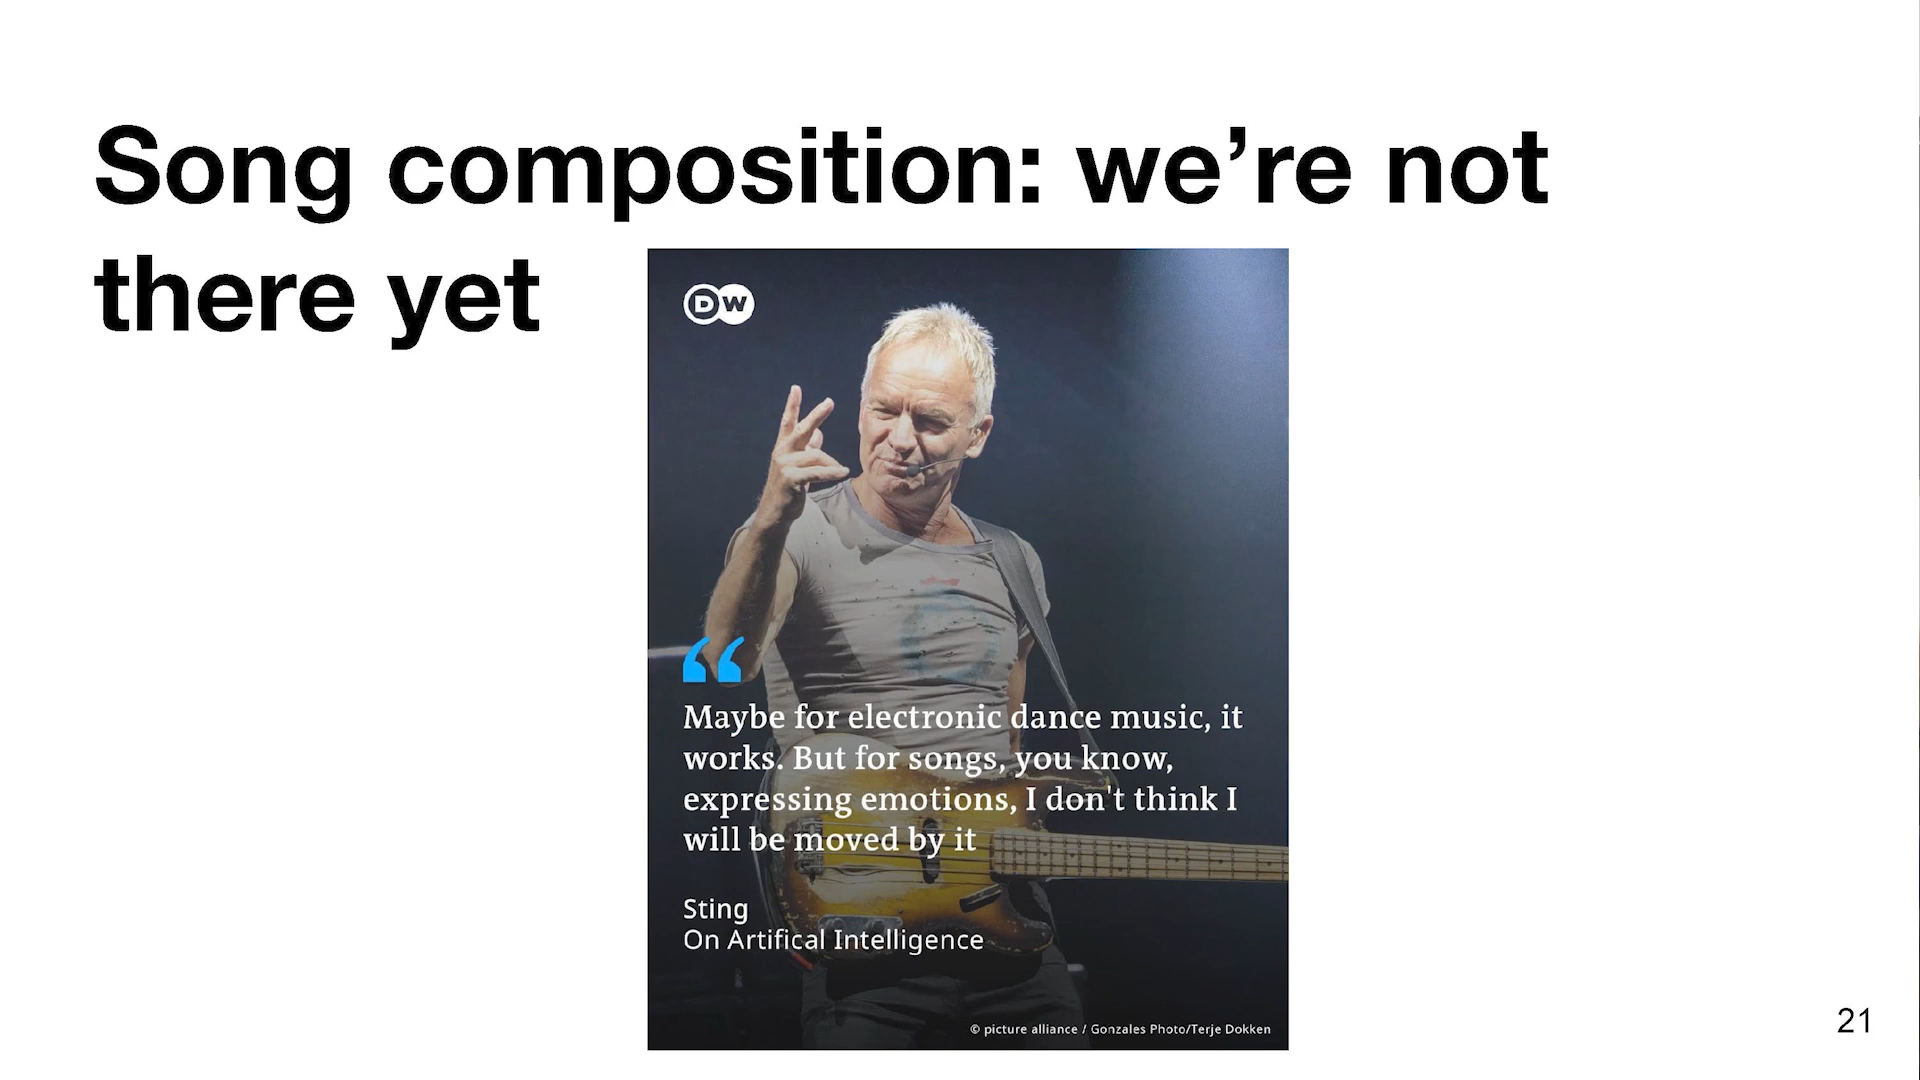 Song composition: we’re not
there yet
DW
“
Maybe for electronic dance music, it
works. But for songs, you know,
expressing emotions, I don't think I
will be moved by it
Sting
On Artifical Intelligence
© picture alliance / Gonzales Photo/Terje Dokken
21